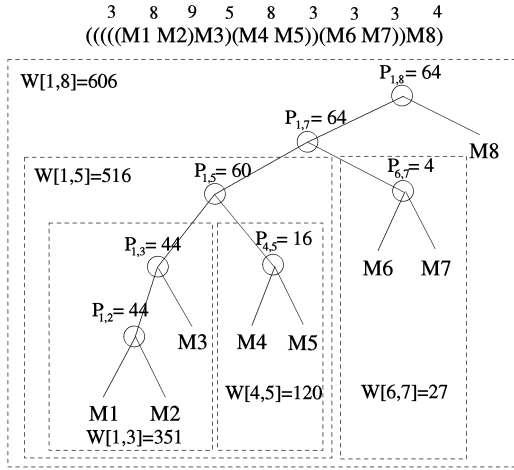 3 8 9 5 8 3 3 3 4
(((((M1 M2)M3)(M4 M5))(M6 M7))M8)
P1,8= 64
W[1,8]=606
P1,7= 64
M8
P1,5= 60
P6,7= 4
W[1,5]=516
P1,3= 44
P4,5= 16
M6 M7
P1,2= 44
M3 M4 M5
W[4,5]=120
W[6,7]=27
M1 M2
W[1,3]=351